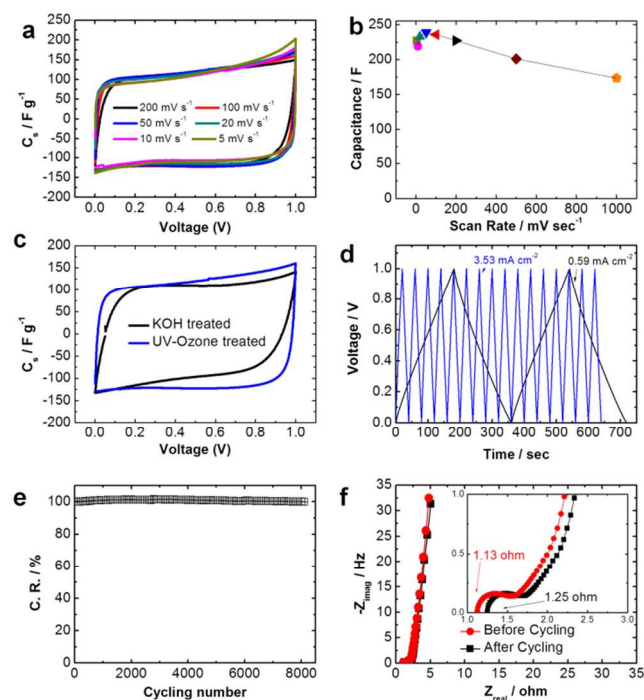 a
C_s / F g⁻¹
250
200
150
100
50
0
-50
-100
-150
-200
200 mV s⁻¹ 100 mV s⁻¹
50 mV s⁻¹ 20 mV s⁻¹
10 mV s⁻¹ 5 mV s⁻¹
0.0 0.2 0.4 0.6 0.8 1.0
Voltage (V)
b
Capacitance / F
250
200
150
100
50
0
0 200 400 600 800 1000
Scan Rate / mV sec⁻¹
c
C_s / F g⁻¹
200
150
100
50
0
-50
-100
-150
-200
KOH treated
UV-Ozone treated
0.0 0.2 0.4 0.6 0.8 1.0
Voltage (V)
d
Voltage / V
1.2
1.0
0.8
0.6
0.4
0.2
0.0
3.53 mA cm⁻² 0.59 mA cm⁻²
0 100 200 300 400 500 600 700
Time / sec
e
C. R. / %
120
100
80
60
40
20
0
0 2000 4000 6000 8000
Cycling number
f
-Z_imag / Hz
35
30
25
20
15
10
5
0
1.0
0.5
0.0
1.13 ohm
1.25 ohm
1.0 1.5 2.0 2.5 3.0
Before Cycling
After Cycling
0 5 10 15 20 25 30 35
Z_real / ohm